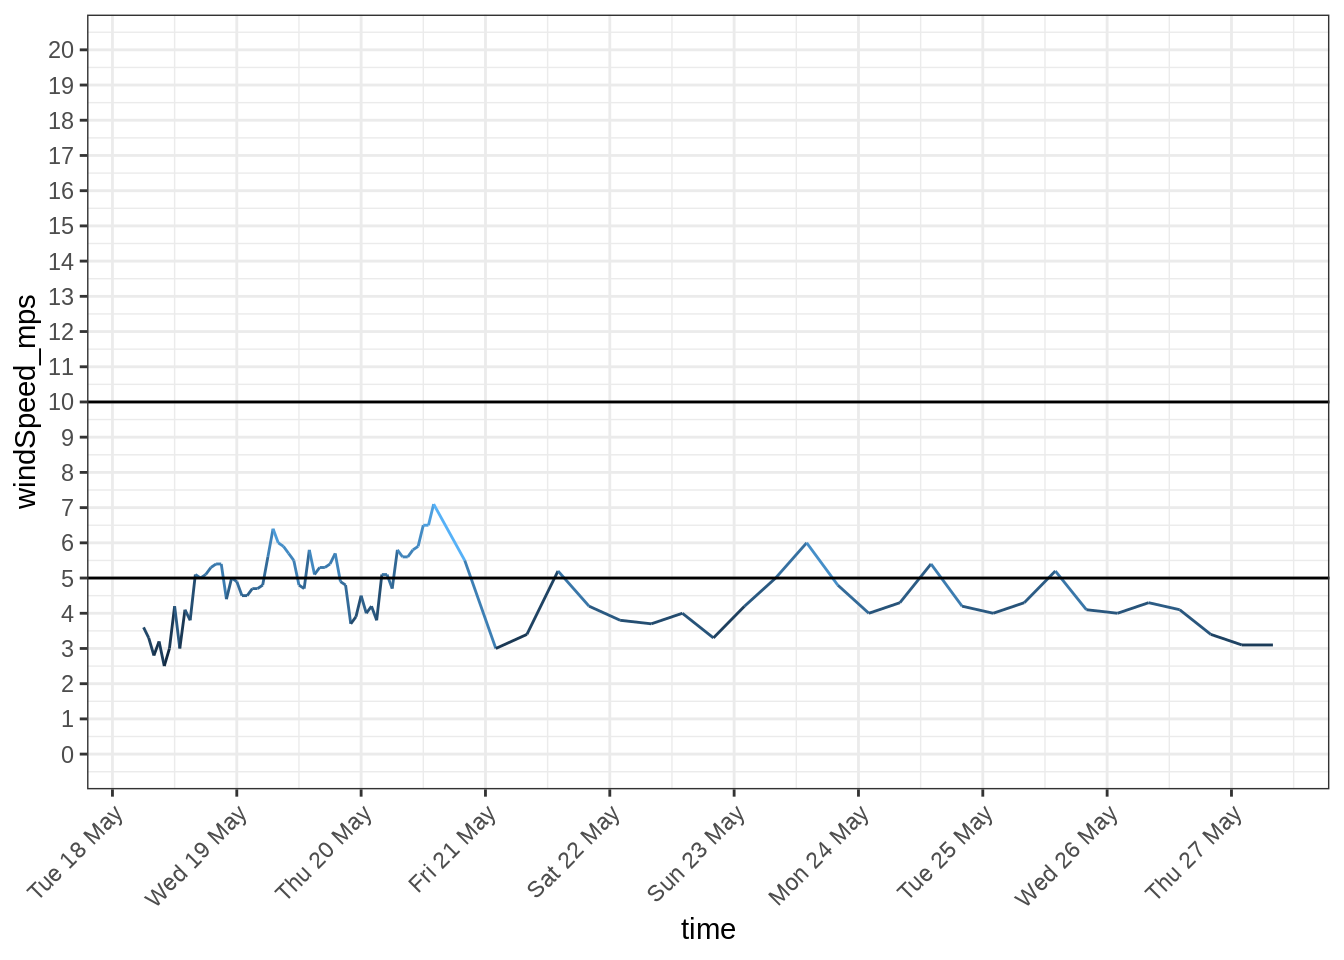 20
19
18
17
16
15
14
13
12
11
10
9
8
7
6
5
4
3
2
1
0
windSpeed_mps
Tue 18 May
Wed 19 May
Thu 20 May
Fri 21 May
Sat 22 May
Sun 23 May
Mon 24 May
Tue 25 May
Wed 26 May
Thu 27 May
time